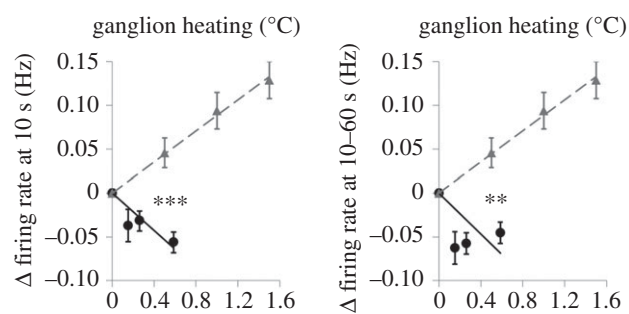 ganglion heating (°C) ganglion heating (°C)
Δ firing rate at 10 s (Hz)
0.15
0.10
0.05
0
–0.05
–0.10
***
0 0.4 0.8 1.2 1.6
Δ firing rate at 10–60 s (Hz)
0.15
0.10
0.05
0
–0.05
–0.10
**
0 0.4 0.8 1.2 1.6